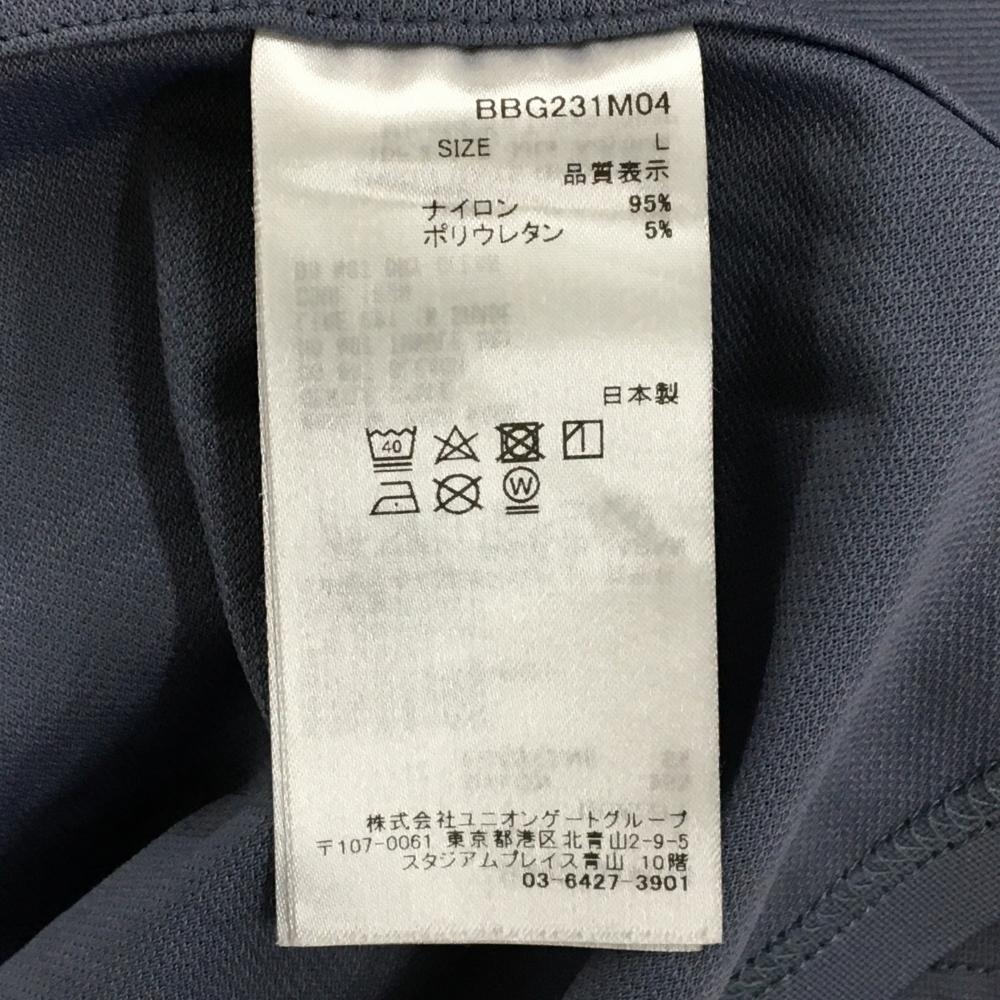 BBG231M04
SIZE L
品質表示
ナイロン 95%
ポリウレタン 5%
日本製
40
W
株式会社ユニオンゲートグループ
〒107-0061 東京都港区北青山2-9-5
スタジアムプレイス青山 10階
03-6427-3901